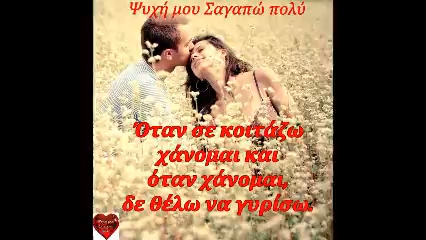 Ψυχή μου Σαγαπώ πολύ
Όταν σε κοιτάζω
χάνομαι και
όταν χάνομαι,
δε θέλω να γυρίσω.